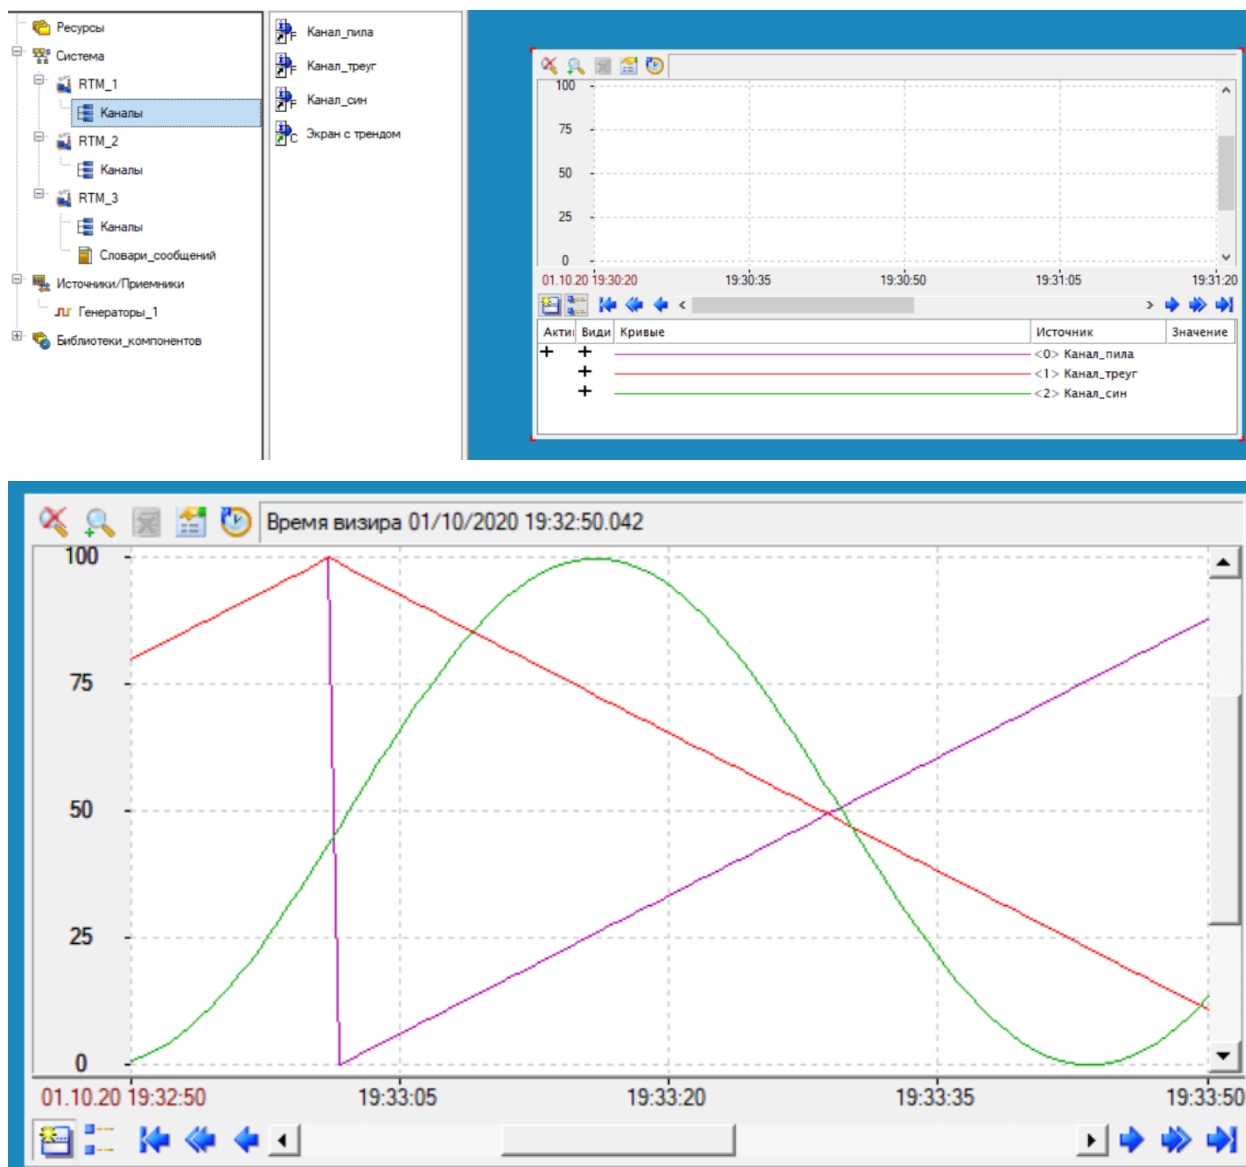 Ресурсы
Система
RTM_1
Каналы
RTM_2
Каналы
RTM_3
Каналы
Словари_сообщений
Источники/Приемники
Генераторы_1
Библиотеки_компонентов
Канал_пила
Канал_треуг
Канал_син
Экран с трендом
100
75
50
25
0
01.10.20 19:30:20 19:30:35 19:30:50 19:31:05 19:31:20
Акти Види Кривые Источник Значение
<0> Канал_пила
<1> Канал_треуг
<2> Канал_син
Время визира 01/10/2020 19:32:50.042
100
75
50
25
0
01.10.20 19:32:50 19:33:05 19:33:20 19:33:35 19:33:50